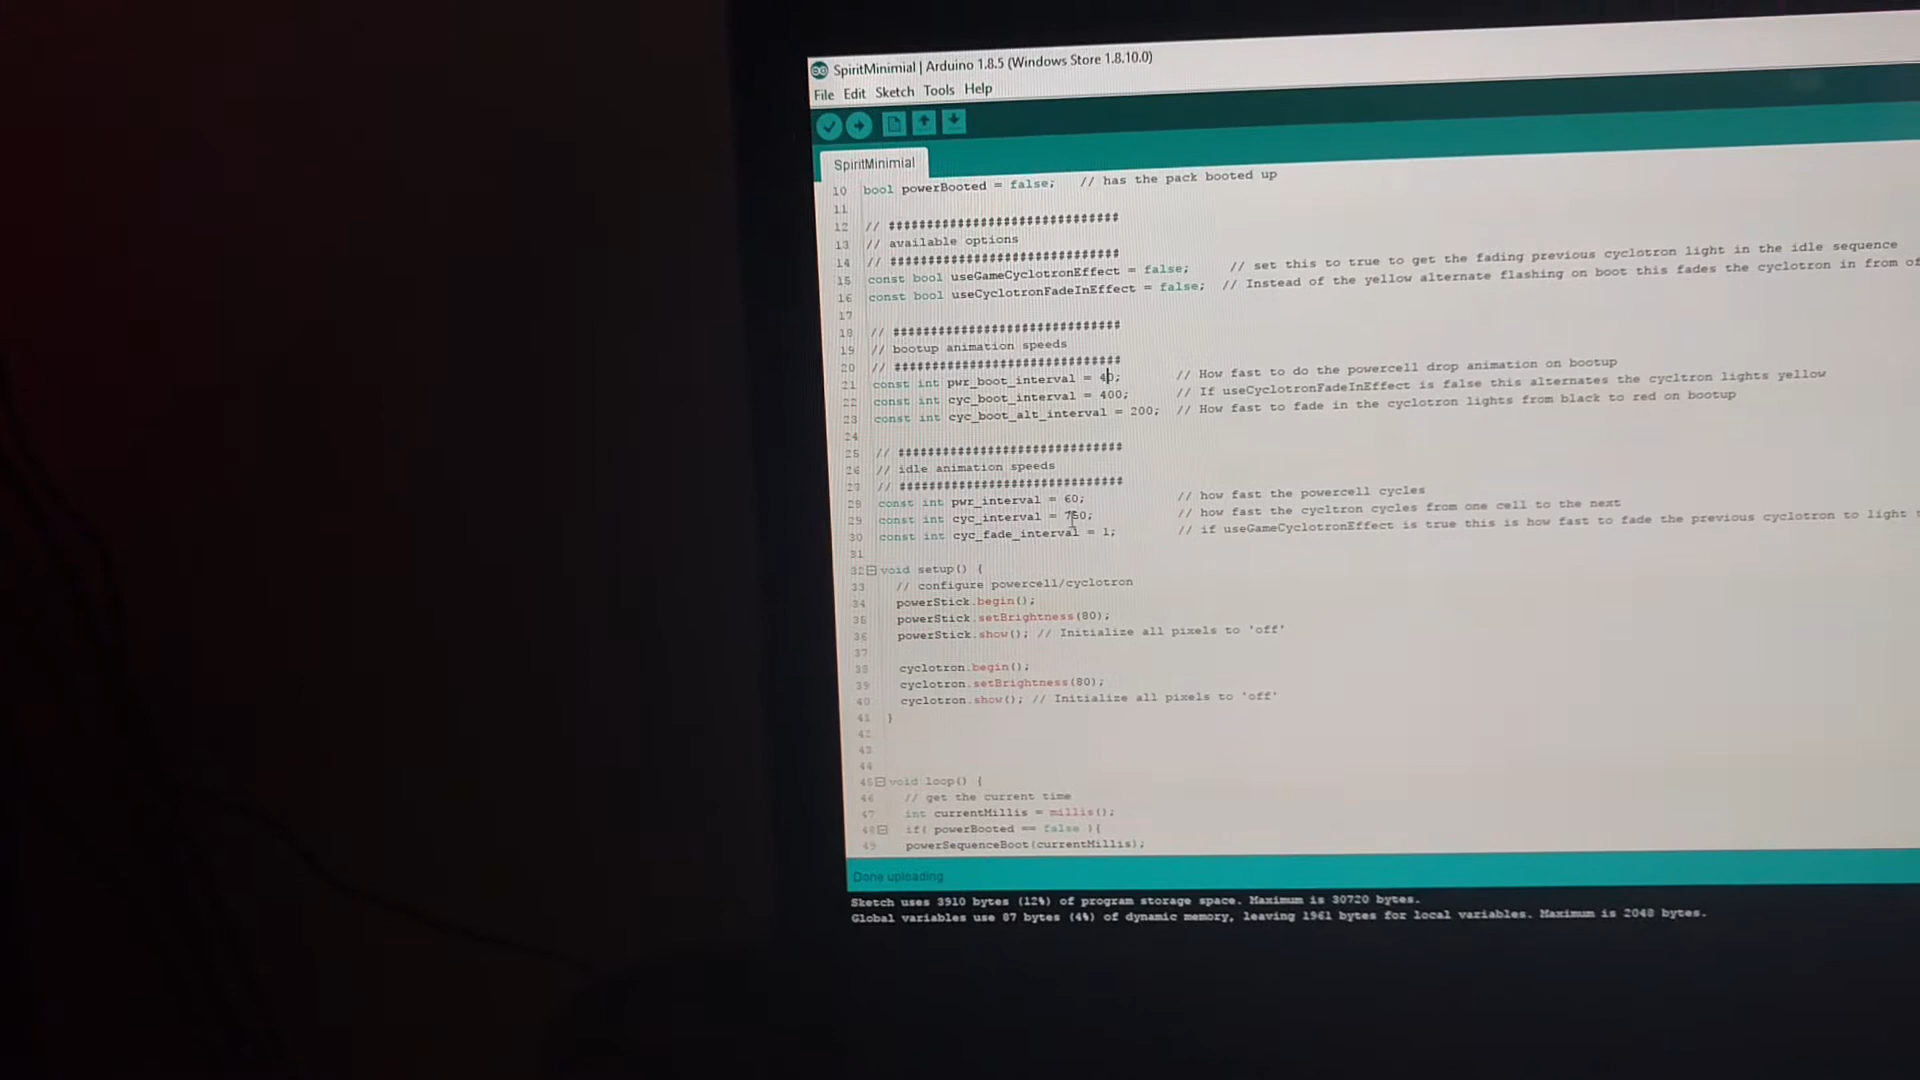 SpiritMinimial | Arduino 1.8.5 (Windows Store 1.8.10.0)
File Edit Sketch Tools Help
SpiritMinimial
10 bool powerBooted = false; // has the pack booted up
11
12 // ##############################
13 // available options
14 // ##############################
15 const bool useGameCyclotronEffect = false; // set this to true to get the fading previous cyclotron light in the idle sequence
16 const bool useCyclotronFadeInEffect = false; // Instead of the yellow alternate flashing on boot this fades the cyclotron in from
17
18 // ##############################
19 // bootup animation speeds
20 // ##############################
21 const int pwr_boot_interval = 40; // How fast to do the powercell drop animation on bootup
22 const int cyc_boot_interval = 400; // If useCyclotronFadeInEffect is false this alternates the cycltron lights yellow
23 const int cyc_boot_alt_interval = 200; // How fast to fade in the cyclotron lights from black to red on bootup
24
25 // ##############################
26 // idle animation speeds
27 // ##############################
28 const int pwr_interval = 60; // how fast the powercell cycles
29 const int cyc_interval = 750; // how fast the cycltron cycles from one cell to the next
30 const int cyc_fade_interval = 1; // if useGameCyclotronEffect is true this is how fast to fade the previous cyclotron to light
31
32 void setup() {
33 // configure powercell/cyclotron
34 powerStick.begin();
35 powerStick.setBrightness(80);
36 powerStick.show(); // Initialize all pixels to 'off'
37
38 cyclotron.begin();
39 cyclotron.setBrightness(80);
40 cyclotron.show(); // Initialize all pixels to 'off'
41 }
42
43
44
45 void loop() {
46 // get the current time
47 int currentMillis = millis();
48 if( powerBooted == false ){
49 powerSequenceBoot(currentMillis);
Done uploading
Sketch uses 3910 bytes (12%) of program storage space. Maximum is 30720 bytes.
Global variables use 87 bytes (4%) of dynamic memory, leaving 1961 bytes for local variables. Maximum is 2048 bytes.